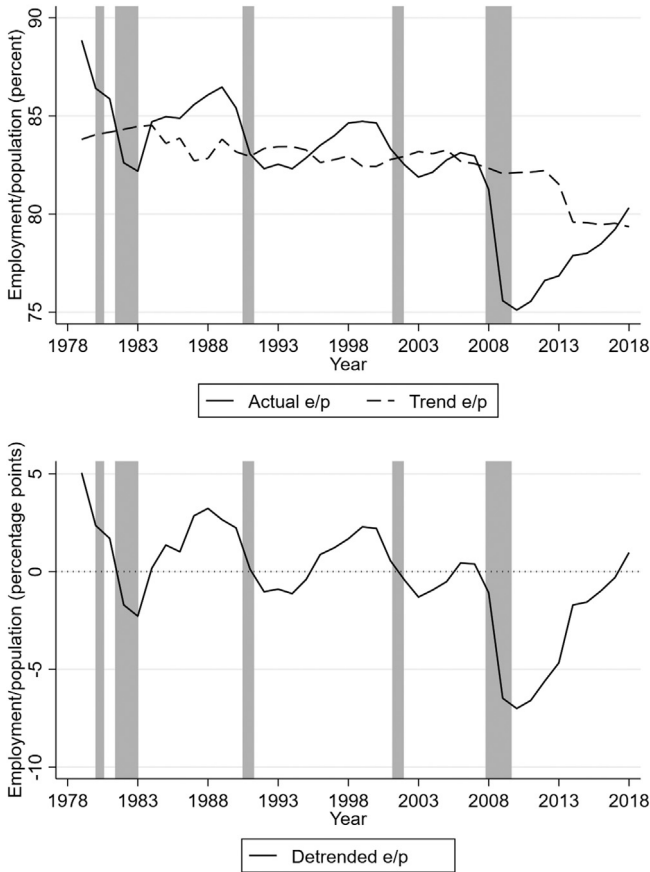 Employment/population (percent)
90
85
80
75
1978 1983 1988 1993 1998 2003 2008 2013 2018
Year
Actual e/p Trend e/p
Employment/population (percentage points)
5
0
-5
-10
1978 1983 1988 1993 1998 2003 2008 2013 2018
Year
Detrended e/p